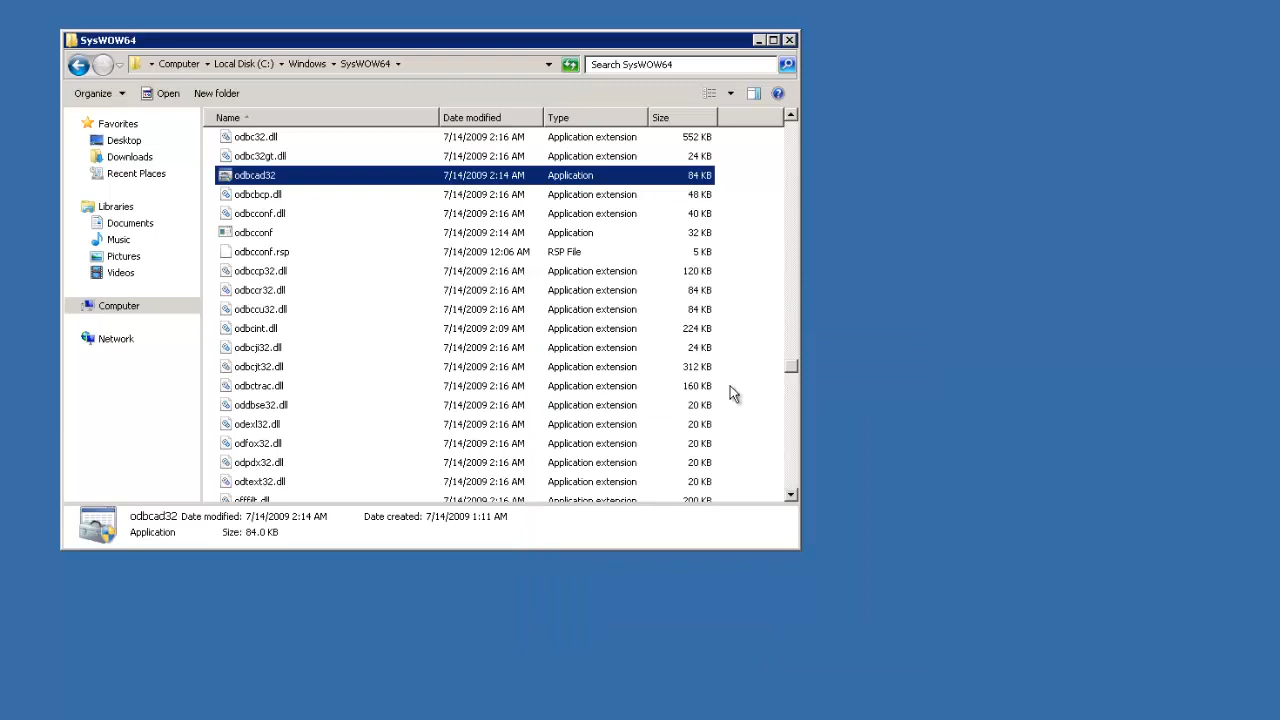 SysWOW64
Computer Local Disk (C:) Windows SysWOW64 Search SysWOW64
Organize Open New folder
Name Date modified Type Size
Favorites
Desktop
Downloads
Recent Places
Libraries
Documents
Music
Pictures
Videos
Computer
Network
odbc32.dll 7/14/2009 2:16 AM Application extension 552 KB
odbc32gt.dll 7/14/2009 2:16 AM Application extension 24 KB
odbcad32 7/14/2009 2:14 AM Application 84 KB
odbcbcp.dll 7/14/2009 2:16 AM Application extension 48 KB
odbcconf.dll 7/14/2009 2:16 AM Application extension 40 KB
odbcconf 7/14/2009 2:14 AM Application 32 KB
odbcconf.rsp 7/14/2009 12:06 AM RSP File 5 KB
odbccp32.dll 7/14/2009 2:16 AM Application extension 120 KB
odbccr32.dll 7/14/2009 2:16 AM Application extension 84 KB
odbccu32.dll 7/14/2009 2:16 AM Application extension 84 KB
odbcint.dll 7/14/2009 2:09 AM Application extension 224 KB
odbcji32.dll 7/14/2009 2:16 AM Application extension 24 KB
odbcjt32.dll 7/14/2009 2:16 AM Application extension 312 KB
odbctrac.dll 7/14/2009 2:16 AM Application extension 160 KB
oddbse32.dll 7/14/2009 2:16 AM Application extension 20 KB
odexl32.dll 7/14/2009 2:16 AM Application extension 20 KB
odfox32.dll 7/14/2009 2:16 AM Application extension 20 KB
odpdx32.dll 7/14/2009 2:16 AM Application extension 20 KB
odtext32.dll 7/14/2009 2:16 AM Application extension 20 KB
offfilt.dll 7/14/2009 2:16 AM Application extension 200 KB
odbcad32 Date modified: 7/14/2009 2:14 AM Date created: 7/14/2009 1:11 AM
Application Size: 84.0 KB